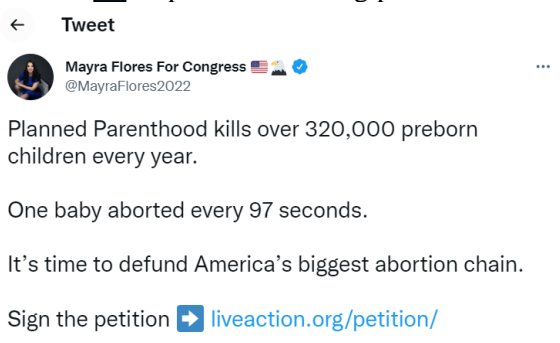 ← Tweet
Mayra Flores For Congress 🇺🇸🦅
@MayraFlores2022
Planned Parenthood kills over 320,000 preborn
children every year.
One baby aborted every 97 seconds.
It's time to defund America's biggest abortion chain.
Sign the petition ➡️ liveaction.org/petition/